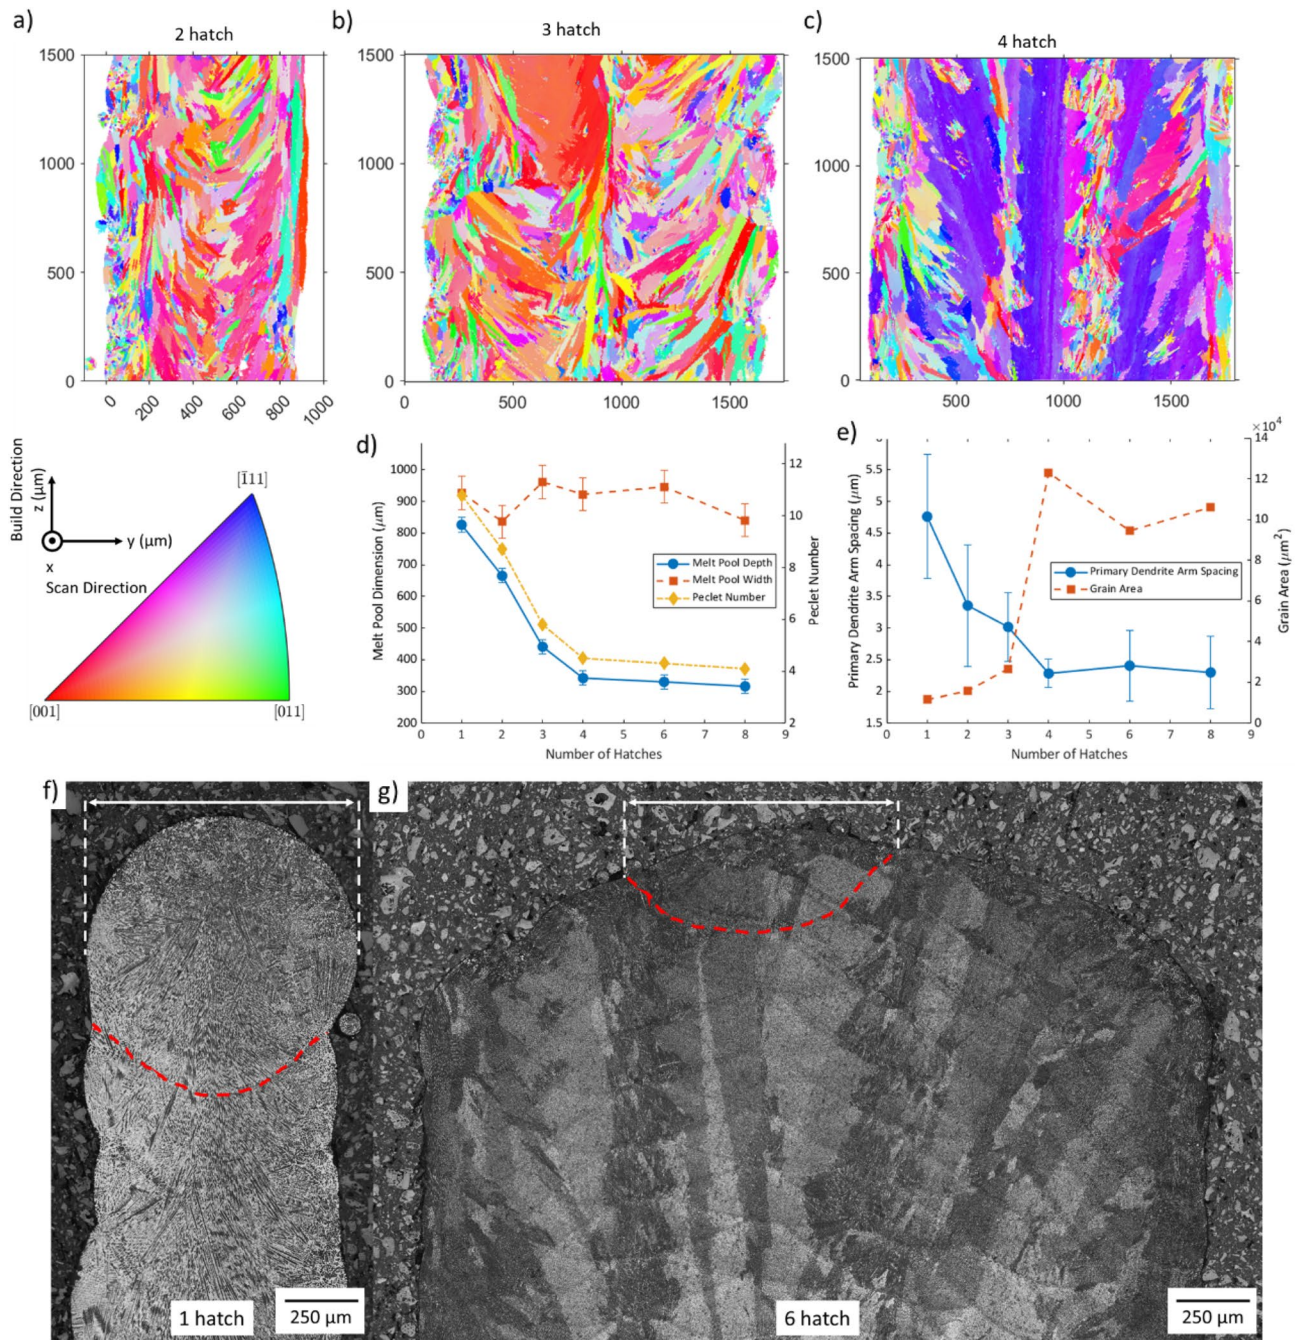 a)
2 hatch
b)
3 hatch
c)
4 hatch
1500
1000
500
0
0
200
400
600
800
1000
1500
1000
500
0
0
500
1000
1500
1500
1000
500
0
500
1000
1500
Build Direction
z (μm)
y (μm)
x
Scan Direction
[1̅11]
[001]
[011]
d)
Melt Pool Dimension (μm)
1000
900
800
700
600
500
400
300
200
0 1 2 3 4 5 6 7 8 9
Number of Hatches
12
10
8
6
4
2
Peclet Number
Melt Pool Depth
Melt Pool Width
Peclet Number
e)
Primary Dendrite Arm Spacing (μm)
6
5.5
5
4.5
4
3.5
3
2.5
2
1.5
0 1 2 3 4 5 6 7 8 9
Number of Hatches
×10⁴
14
12
10
8
6
4
2
0
Grain Area (μm²)
Primary Dendrite Arm Spacing
Grain Area
f)
1 hatch
250 μm
g)
6 hatch
250 μm